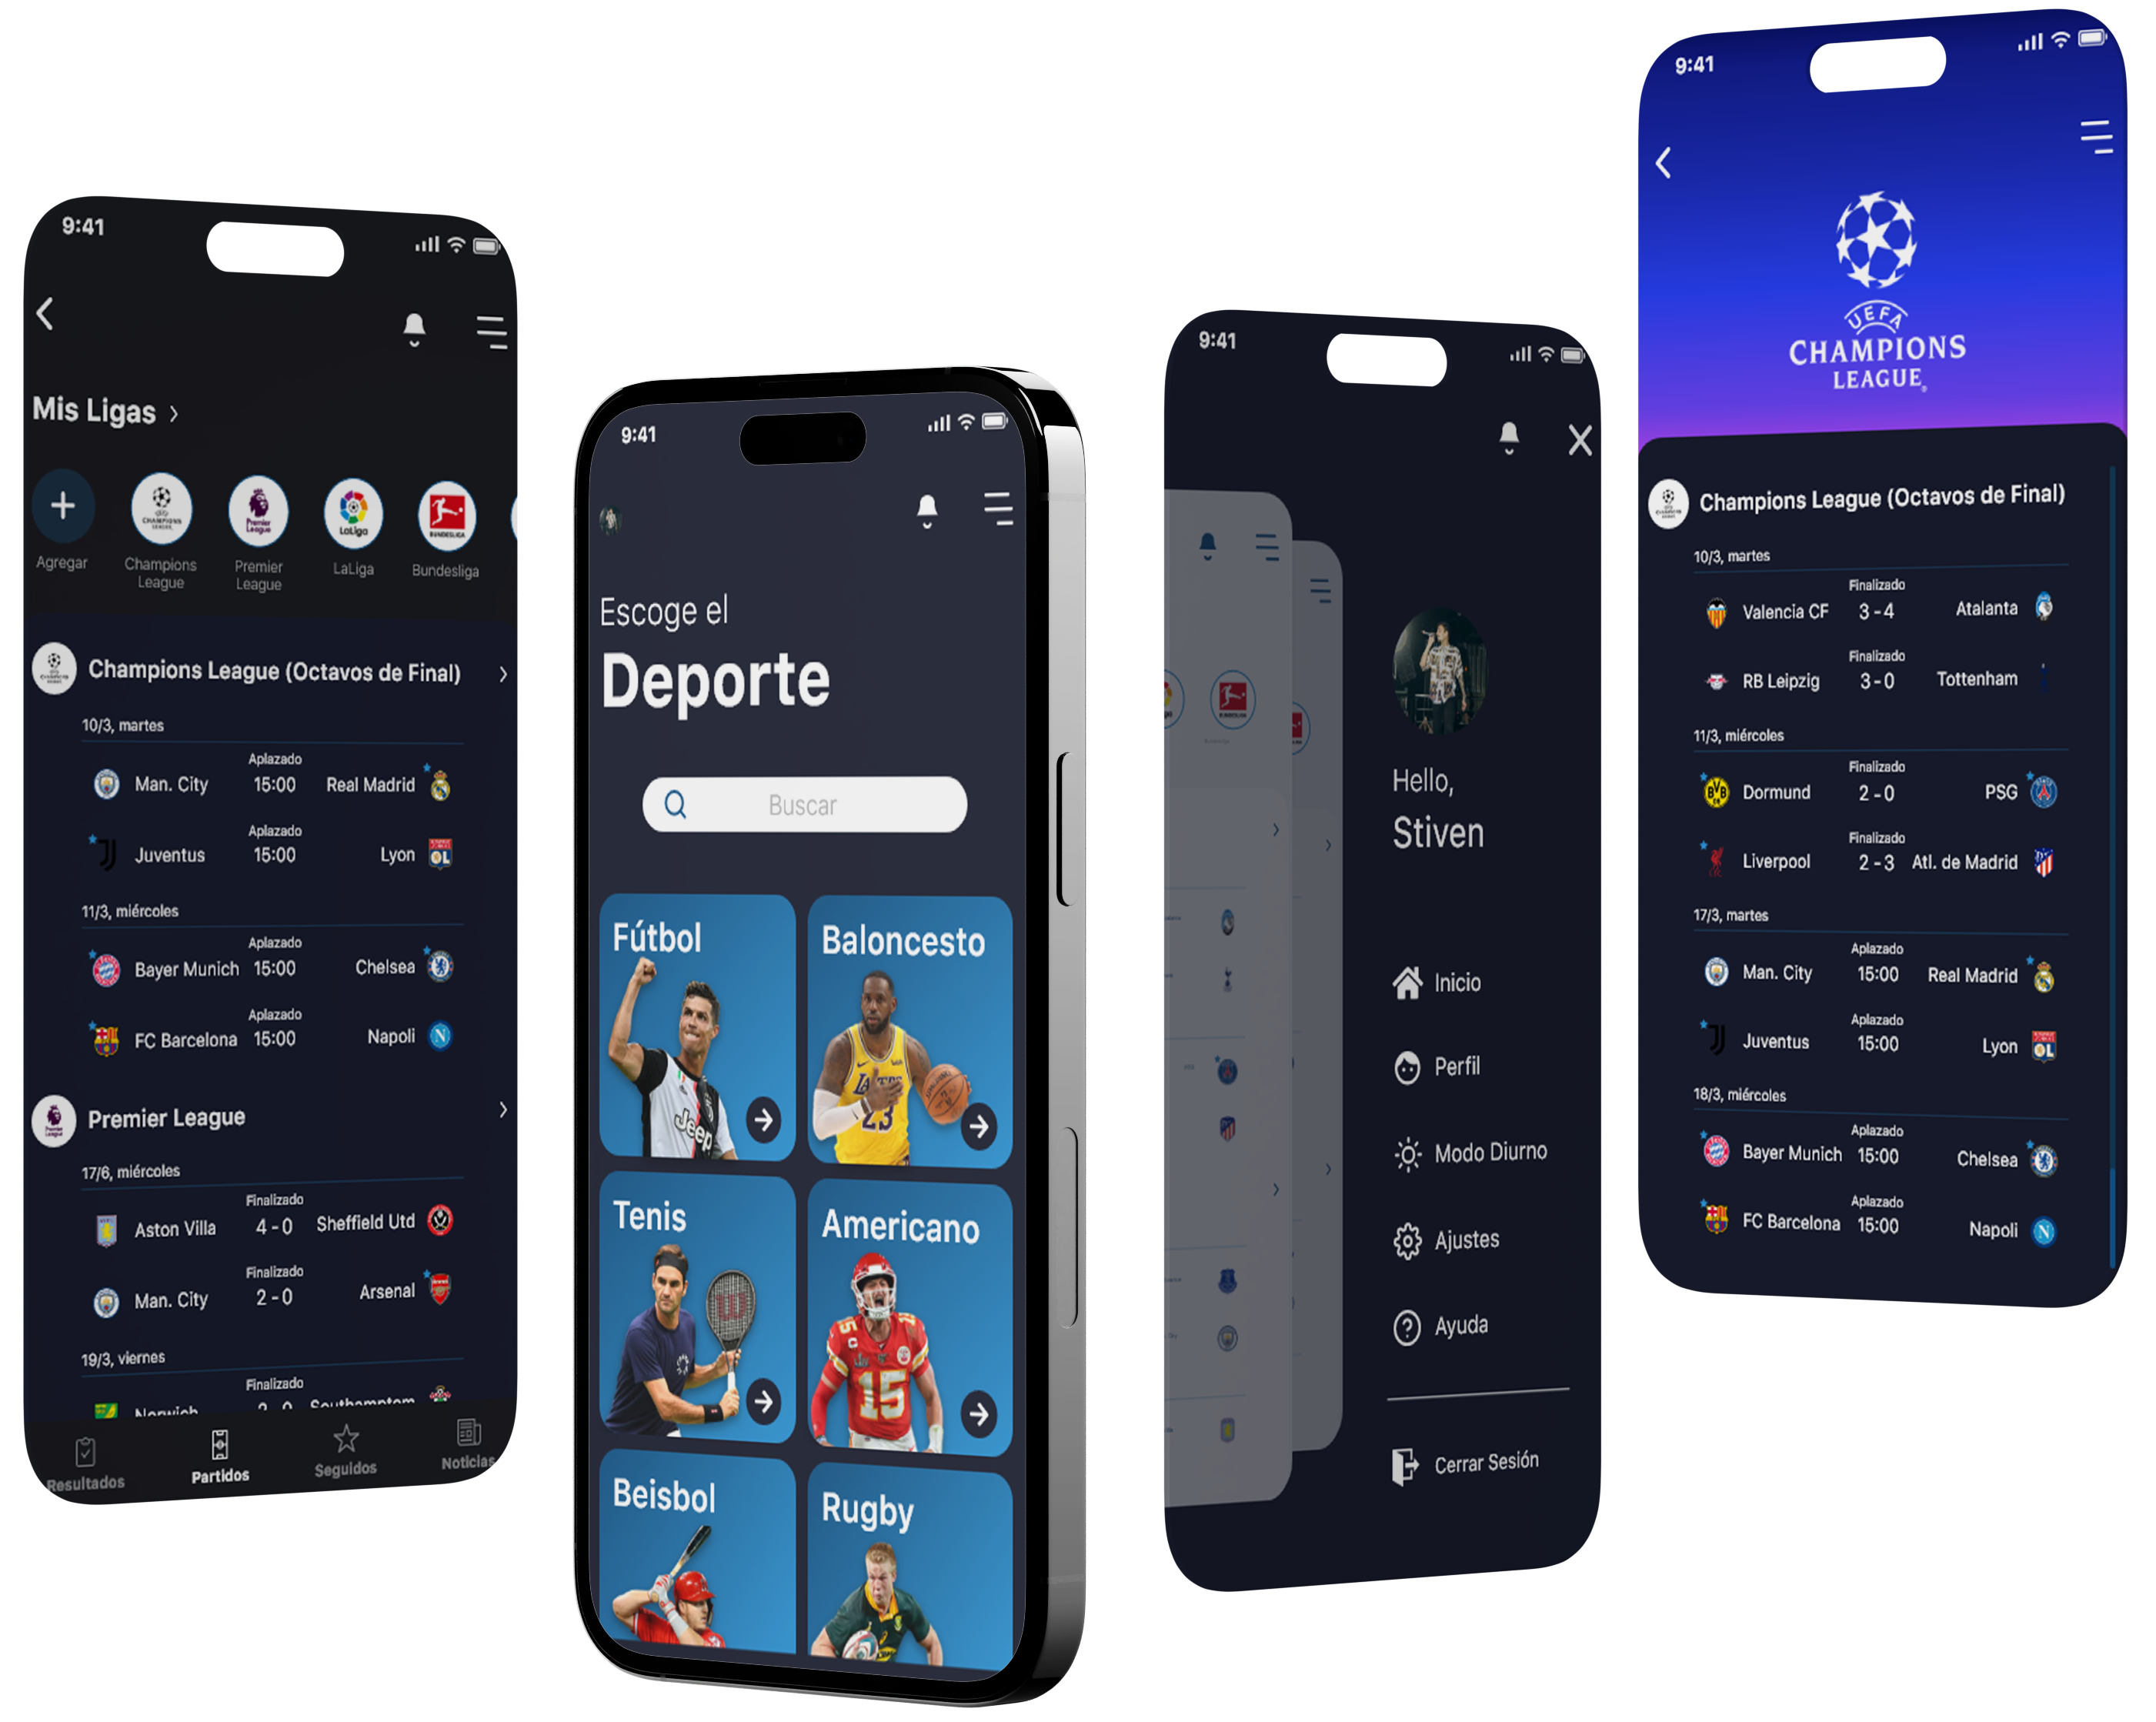 9:41
Mis Ligas
Agregar
Champions
League
Premier
League
LaLiga
Bundesliga
Champions League (Octavos de Final)
10/3, martes
Aplazado
Man. City 15:00 Real Madrid
Aplazado
Juventus 15:00 Lyon
11/3, miércoles
Aplazado
Bayer Munich 15:00 Chelsea
Aplazado
FC Barcelona 15:00 Napoli
Premier League
17/6, miércoles
Finalizado
Aston Villa 4 - 0 Sheffield Utd
Finalizado
Man. City 2 - 0 Arsenal
19/3, viernes
Finalizado
Norwich Southamptom
Resultados
Partidos
Seguidos
Noticias
9:41
Escoge el
Deporte
Buscar
Fútbol
Jeep
Baloncesto
LAKERS
23
Tenis
W
Americano
15
15
Beisbol
Rugby
9:41
Hello,
Stiven
Inicio
Perfil
Modo Diurno
Ajustes
Ayuda
Cerrar Sesión
9:41
UEFA
CHAMPIONS
LEAGUE
Champions League (Octavos de Final)
10/3, martes
Finalizado
Valencia CF 3 - 4 Atalanta
Finalizado
RB Leipzig 3 - 0 Tottenham
11/3, miércoles
Finalizado
Dormund 2 - 0 PSG
Finalizado
Liverpool 2 - 3 Atl. de Madrid
17/3, martes
Aplazado
Man. City 15:00 Real Madrid
Aplazado
Juventus 15:00 Lyon
18/3, miércoles
Aplazado
Bayer Munich 15:00 Chelsea
Aplazado
FC Barcelona 15:00 Napoli